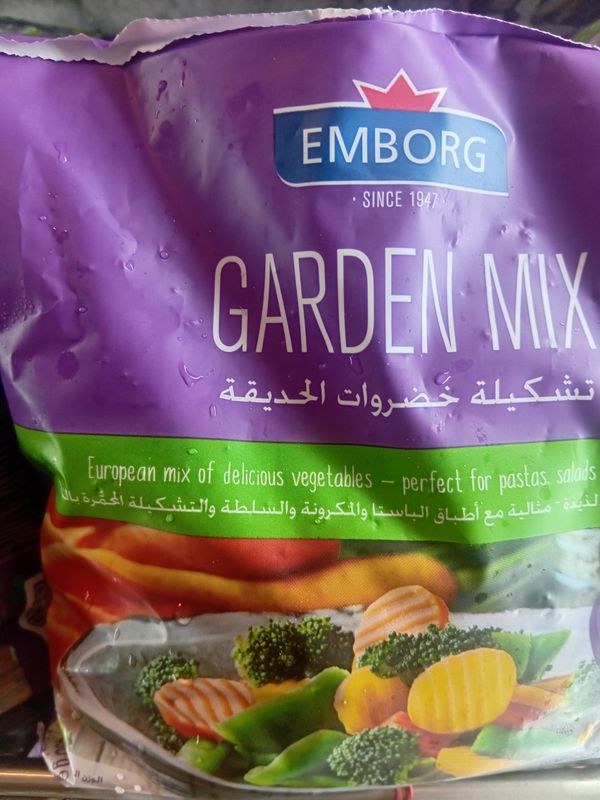 EMBORG
· SINCE 1947 ·
GARDEN MIX
تشكيلة خضروات الحديقة
European mix of delicious vegetables – perfect for pastas, salads
لذيذة - مثالية مع أطباق الباستا والمكرونة والسلطة والتشكيلة المحمَّرة